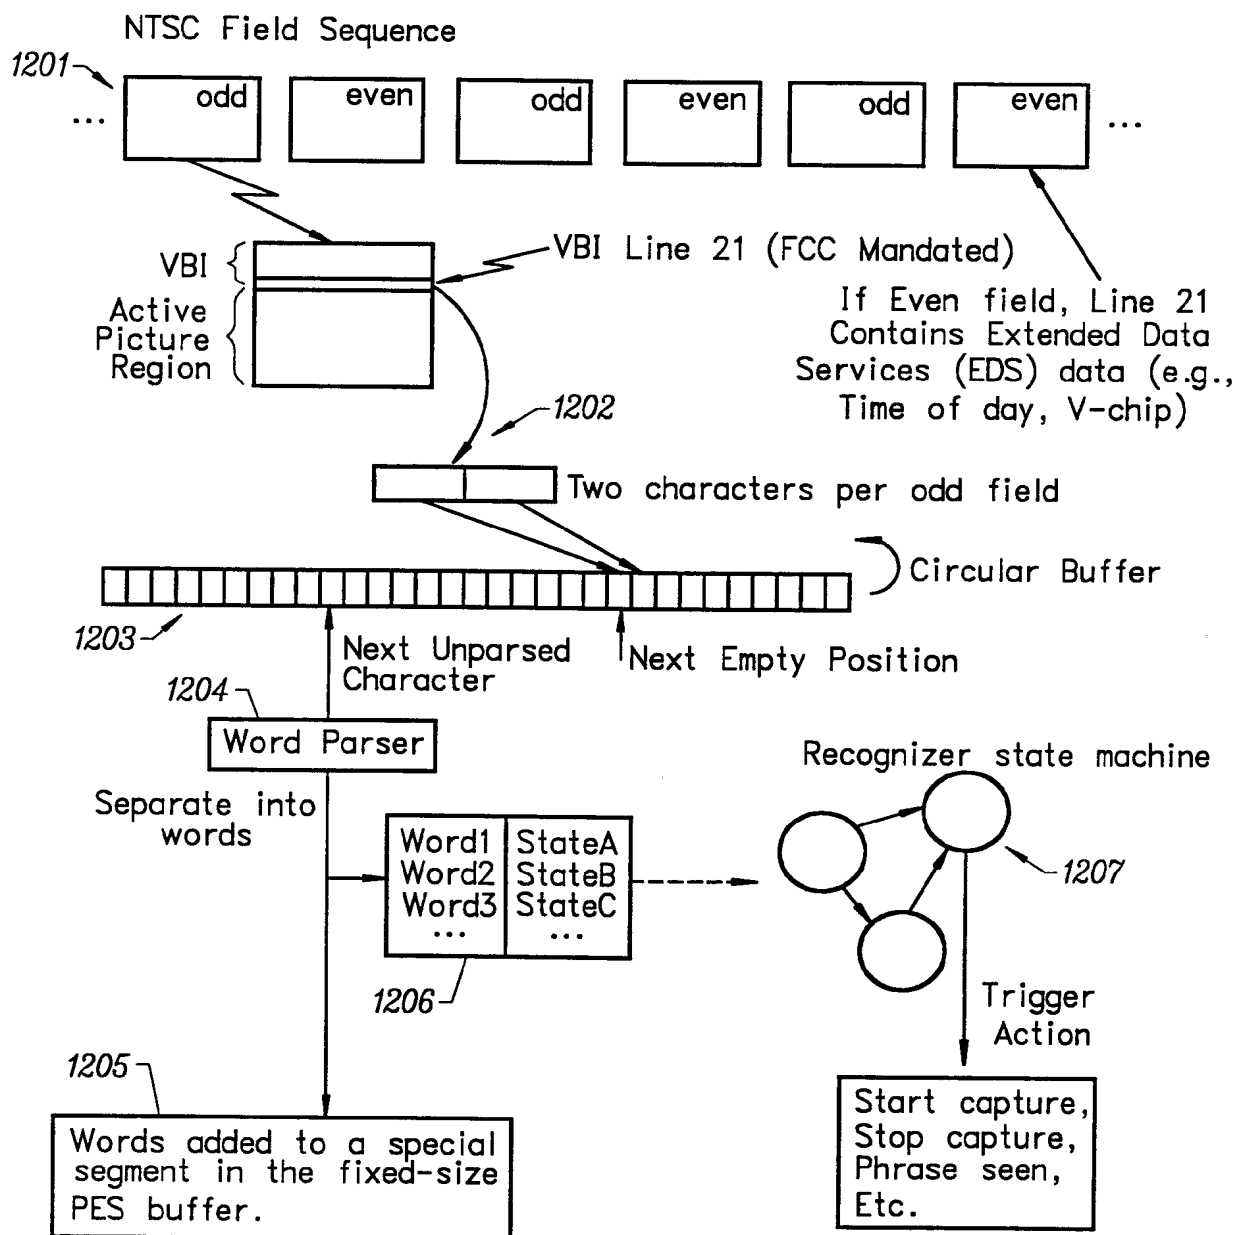 NTSC Field Sequence
1201
... odd even odd even odd even ...
VBI
VBI Line 21 (FCC Mandated)
Active
Picture
Region
If Even field, Line 21
Contains Extended Data
Services (EDS) data (e.g.,
Time of day, V-chip)
1202
Two characters per odd field
Circular Buffer
1203
Next Unparsed
Character
Next Empty Position
1204
Word Parser
Separate into
words
Recognizer state machine
Word1 StateA
Word2 StateB
Word3 StateC
... ...
1206
1207
Trigger
Action
1205
Words added to a special
segment in the fixed-size
PES buffer.
Start capture,
Stop capture,
Phrase seen,
Etc.